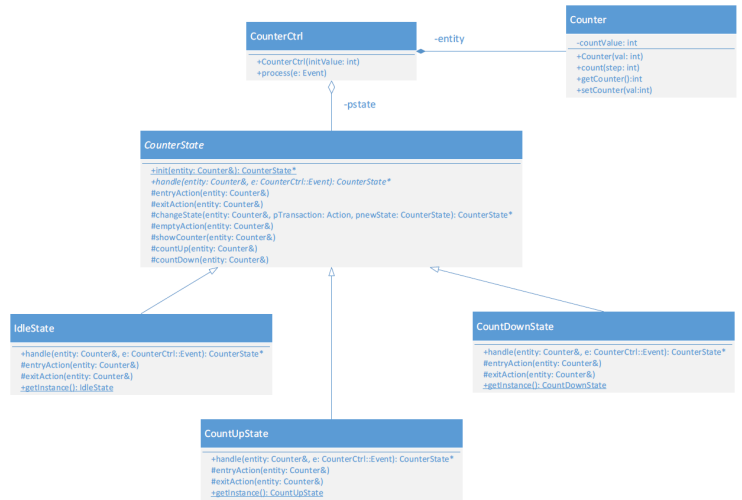 CounterCtrl
+CounterCtrl(initValue: int)
+process(e: Event)
-entity
Counter
-countValue: int
+Counter(val: int)
+count(step: int)
+getCounter():int
+setCounter(val:int)
-pstate
CounterState
+init(entity: Counter&): CounterState*
+handle(entity: Counter&, e: CounterCtrl::Event): CounterState*
#entryAction(entity: Counter&)
#exitAction(entity: Counter&)
#changeState(entity: Counter&, pTransaction: Action, pnewState: CounterState): CounterState*
#emptyAction(entity: Counter&)
#showCounter(entity: Counter&)
#countUp(entity: Counter&)
#countDown(entity: Counter&)
IdleState
+handle(entity: Counter&, e: CounterCtrl::Event): CounterState*
#entryAction(entity: Counter&)
#exitAction(entity: Counter&)
+getInstance(): IdleState
CountDownState
+handle(entity: Counter&, e: CounterCtrl::Event): CounterState*
#entryAction(entity: Counter&)
#exitAction(entity: Counter&)
+getInstance(): CountDownState
CountUpState
+handle(entity: Counter&, e: CounterCtrl::Event): CounterState*
#entryAction(entity: Counter&)
#exitAction(entity: Counter&)
+getInstance(): CountUpState